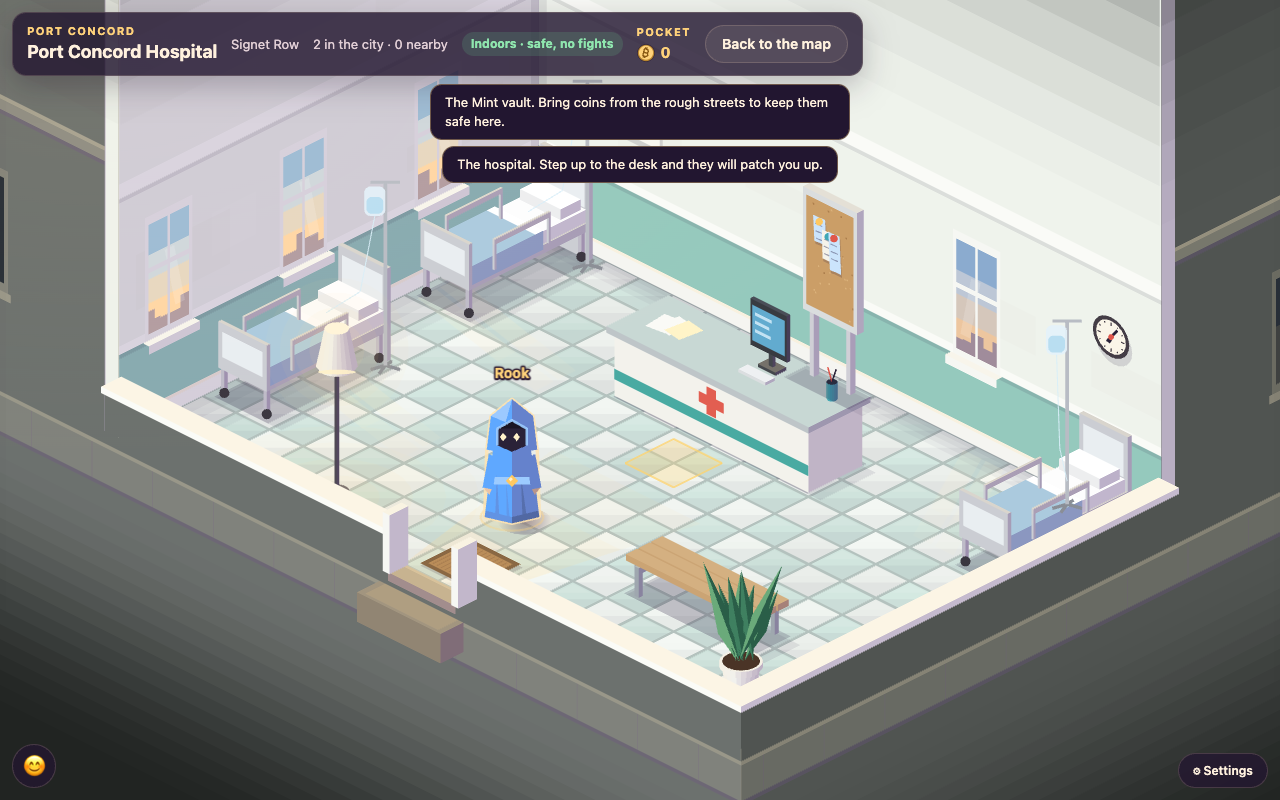 PORT CONCORD
Port Concord Hospital
Signet Row
2 in the city · 0 nearby
Indoors · safe, no fights
POCKET
0
Back to the map
The Mint vault. Bring coins from the rough streets to keep them
safe here.
The hospital. Step up to the desk and they will patch you up.
Rook
Settings